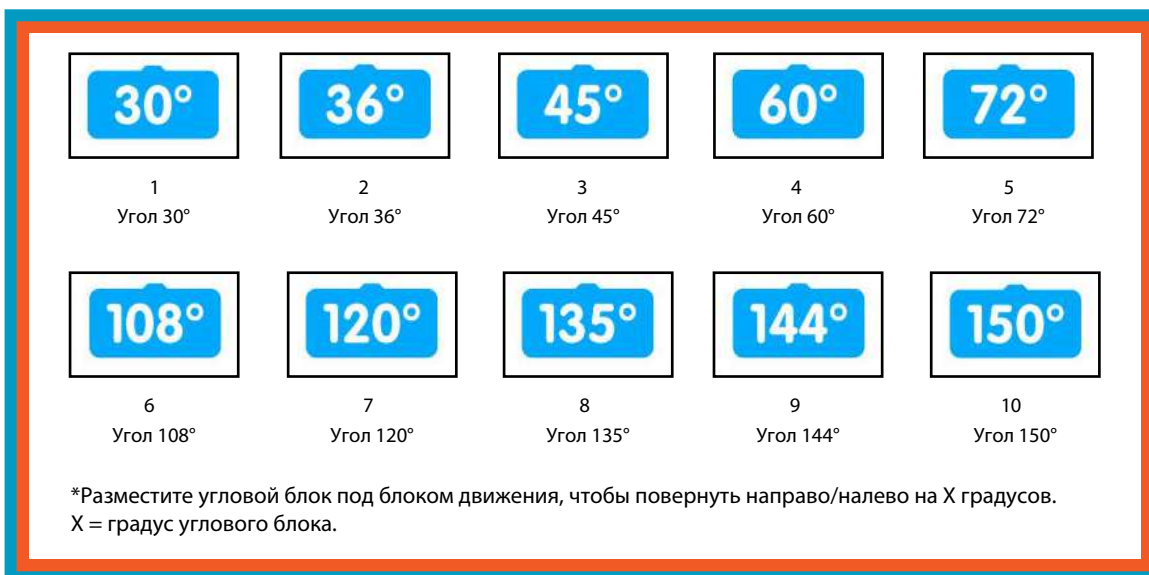 30° 36° 45° 60° 72°
1 2 3 4 5
Угол 30° Угол 36° Угол 45° Угол 60° Угол 72°
108° 120° 135° 144° 150°
6 7 8 9 10
Угол 108° Угол 120° Угол 135° Угол 144° Угол 150°
*Разместите угловой блок под блоком движения, чтобы повернуть направо/налево на X градусов.
X = градус углового блока.